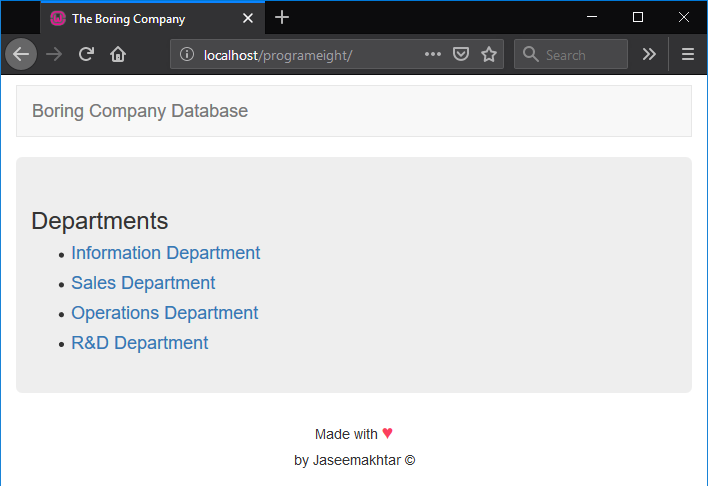 The Boring Company
localhost/programeight/
Search
Boring Company Database
Departments
Information Department
Sales Department
Operations Department
R&D Department
Made with ♥
by Jaseemakhtar ©